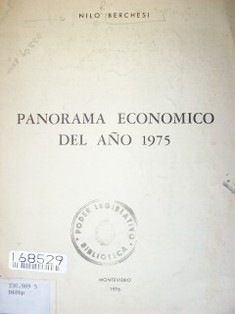 NILO BERCHESI
PANORAMA ECONOMICO
DEL AÑO 1975
PODER LEGISLATIVO
BIBLIOTECA
168529
MONTEVIDEO